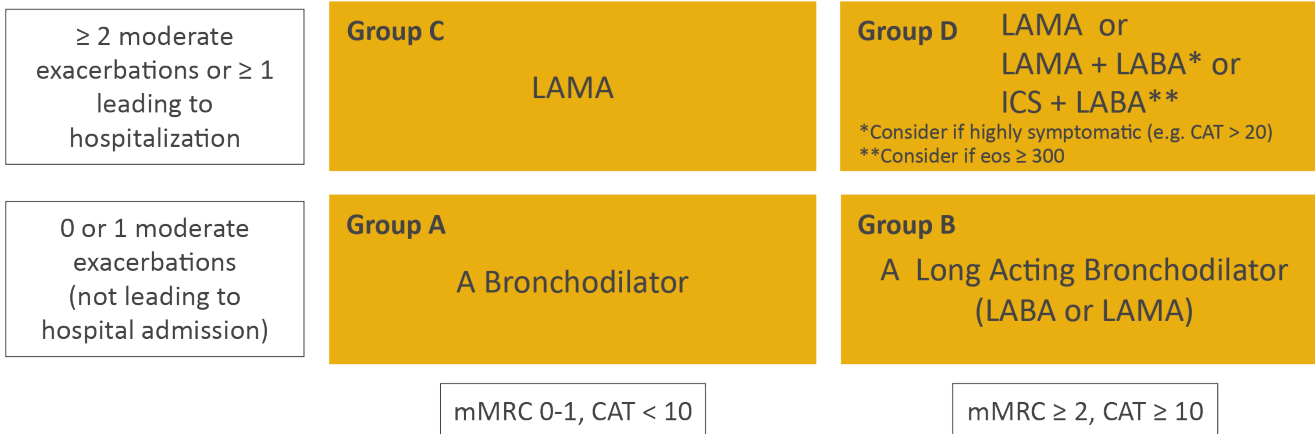 ≥ 2 moderate
exacerbations or ≥ 1
leading to
hospitalization
Group C
LAMA
Group D
LAMA or
LAMA + LABA* or
ICS + LABA**
*Consider if highly symptomatic (e.g. CAT > 20)
**Consider if eos ≥ 300
0 or 1 moderate
exacerbations
(not leading to
hospital admission)
Group A
A Bronchodilator
Group B
A Long Acting Bronchodilator
(LABA or LAMA)
mMRC 0-1, CAT < 10
mMRC ≥ 2, CAT ≥ 10